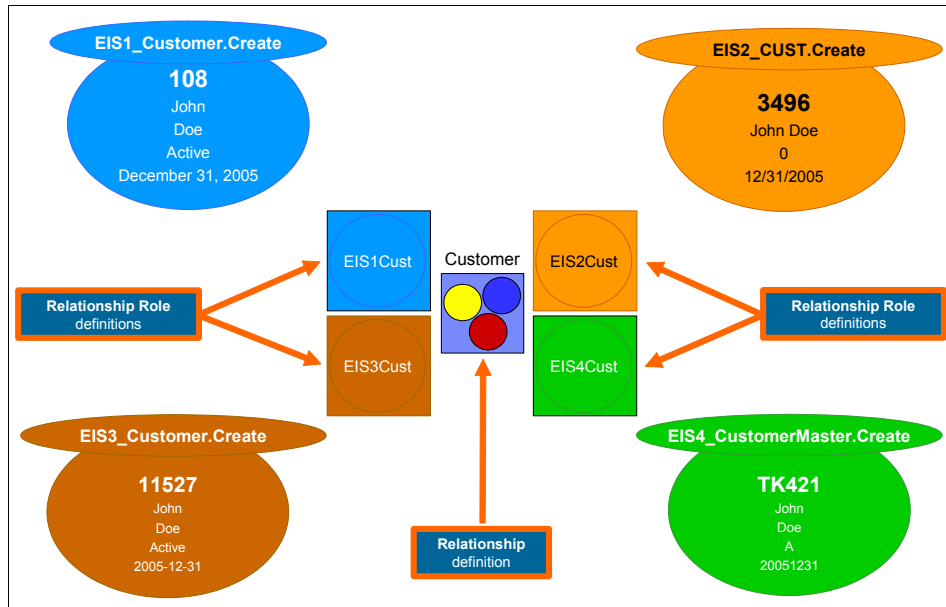 EIS1_Customer.Create
108
John
Doe
Active
December 31, 2005
EIS2_CUST.Create
3496
John Doe
0
12/31/2005
EIS1Cust
Customer
EIS2Cust
Relationship Role
definitions
Relationship Role
definitions
EIS3Cust
EIS4Cust
EIS3_Customer.Create
11527
John
Doe
Active
2005-12-31
EIS4_CustomerMaster.Create
TK421
John
Doe
A
20051231
Relationship
definition